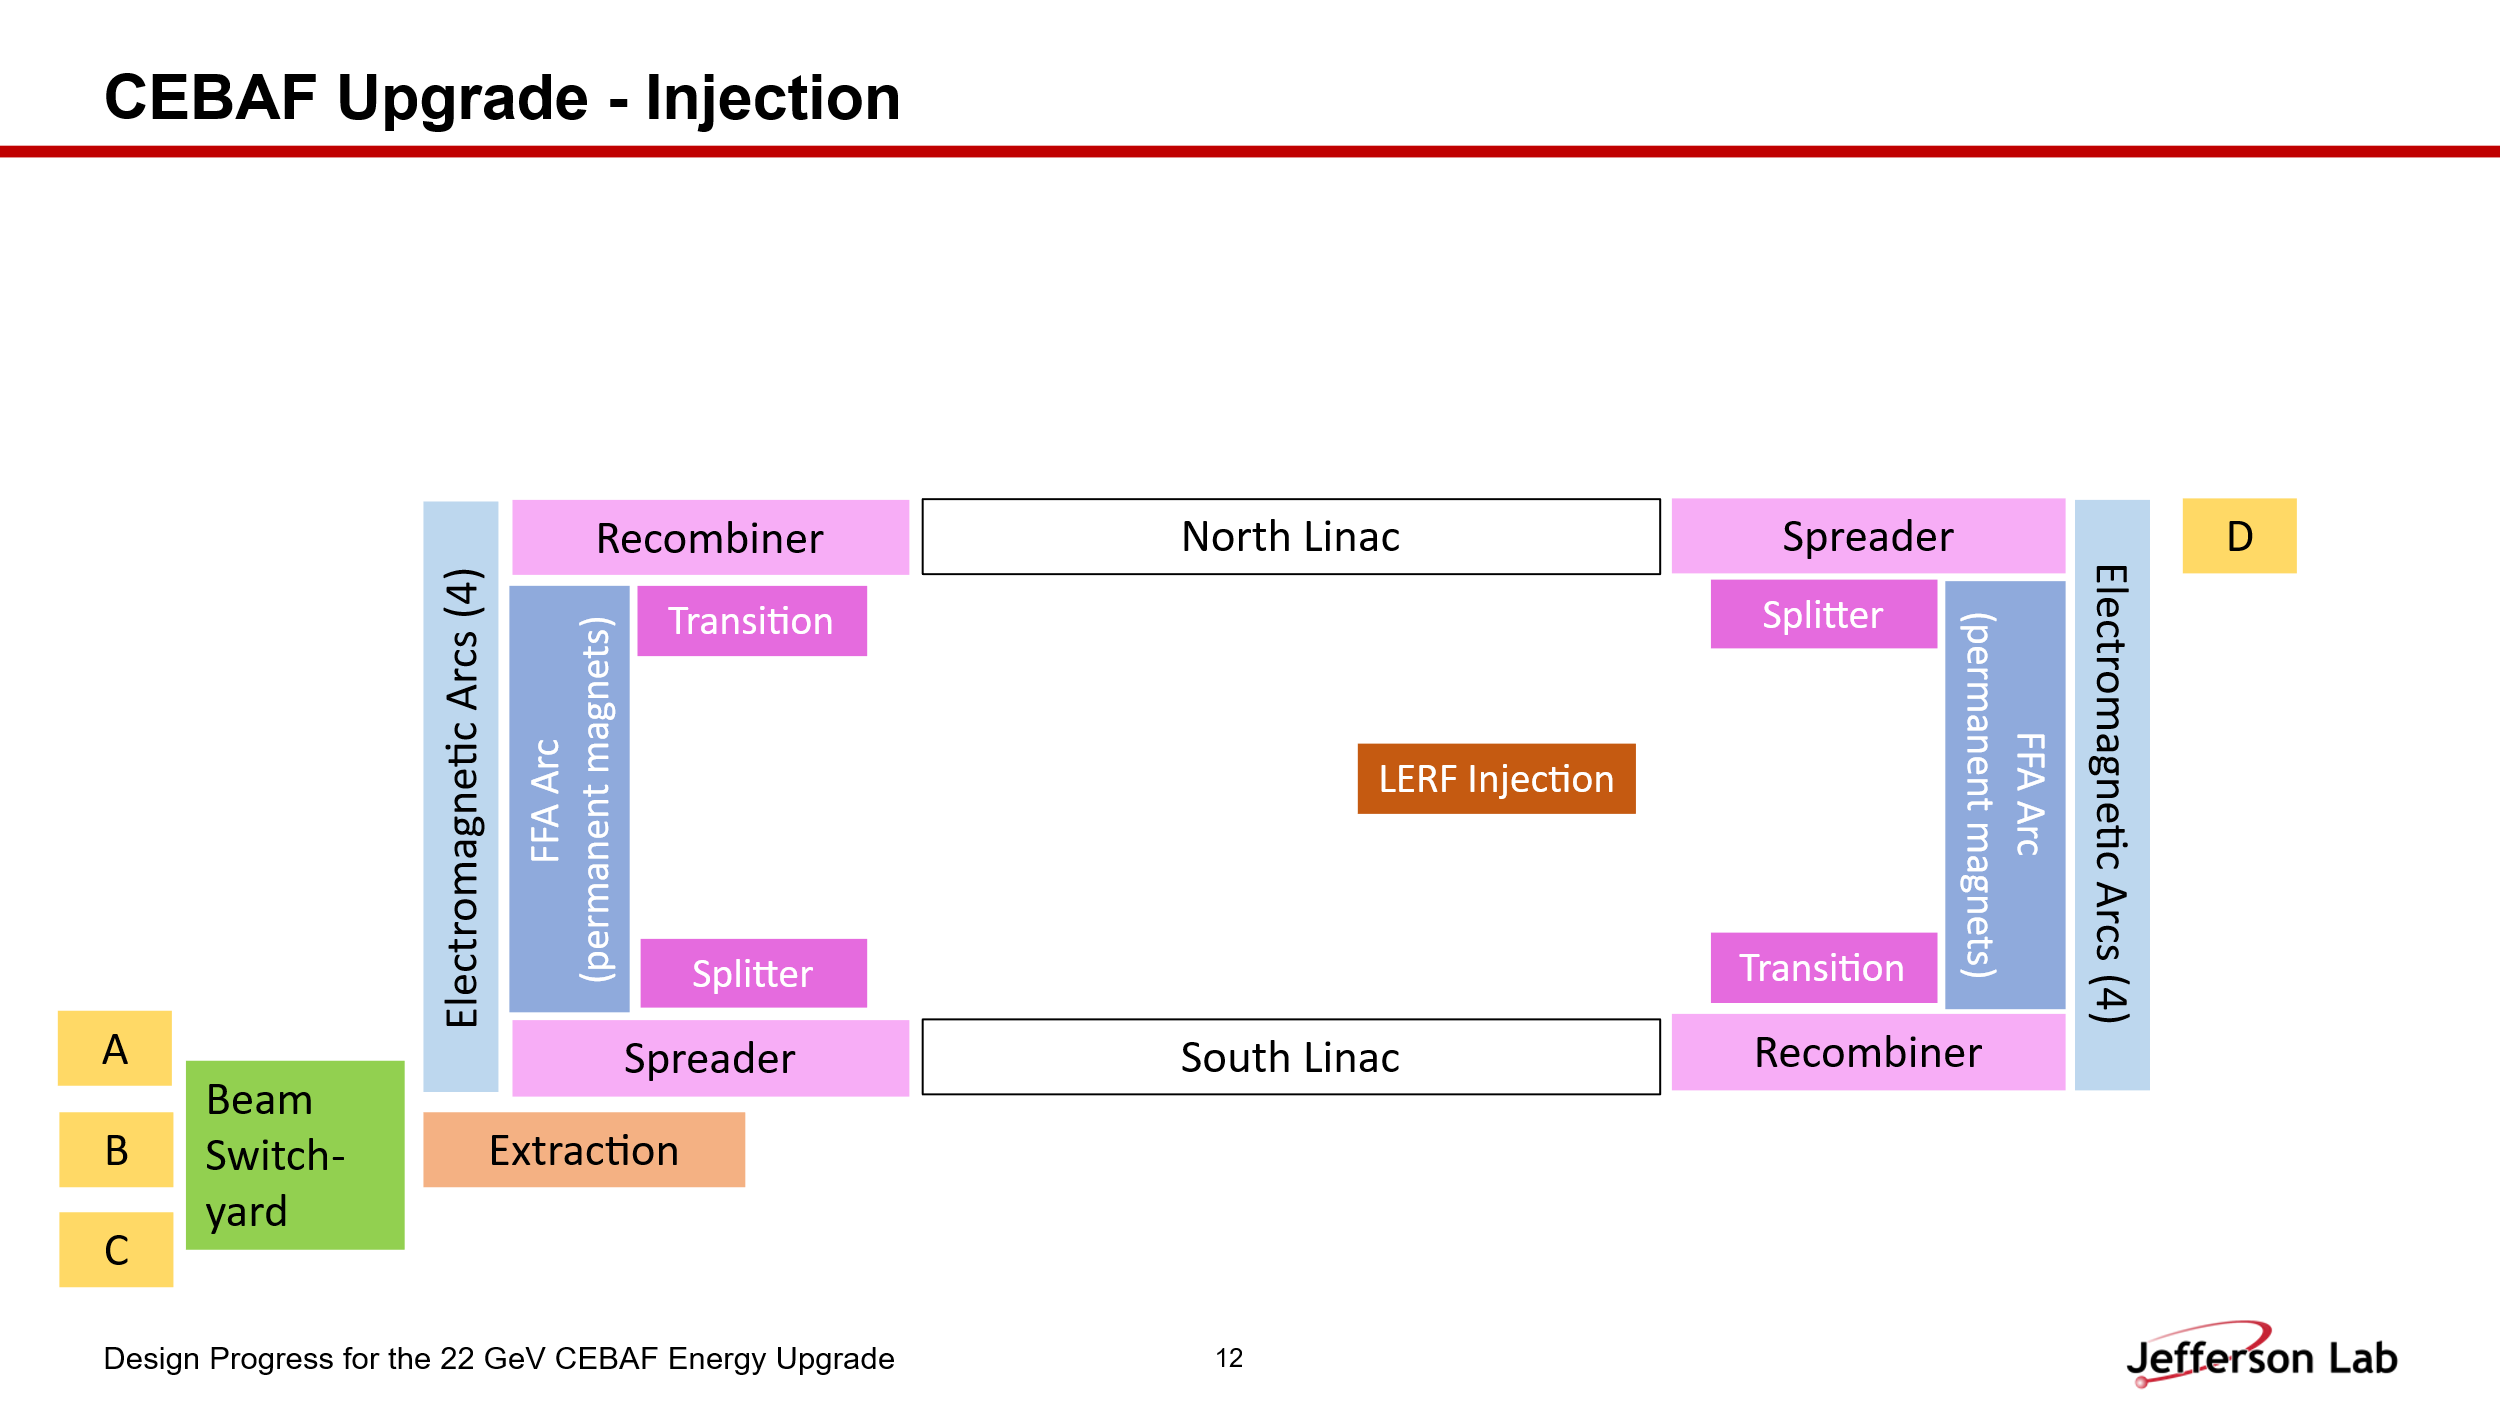 CEBAF Upgrade - Injection
Recombiner
North Linac
Spreader
D
Electromagnetic Arcs (4)
FFA Arc
(permanent magnets)
Transition
Splitter
LERF Injection
FFA Arc
(permanent magnets)
Electromagnetic Arcs (4)
Splitter
Transition
Spreader
South Linac
Recombiner
A
B
C
Beam
Switch-
yard
Extraction
Design Progress for the 22 GeV CEBAF Energy Upgrade
12
Jefferson Lab